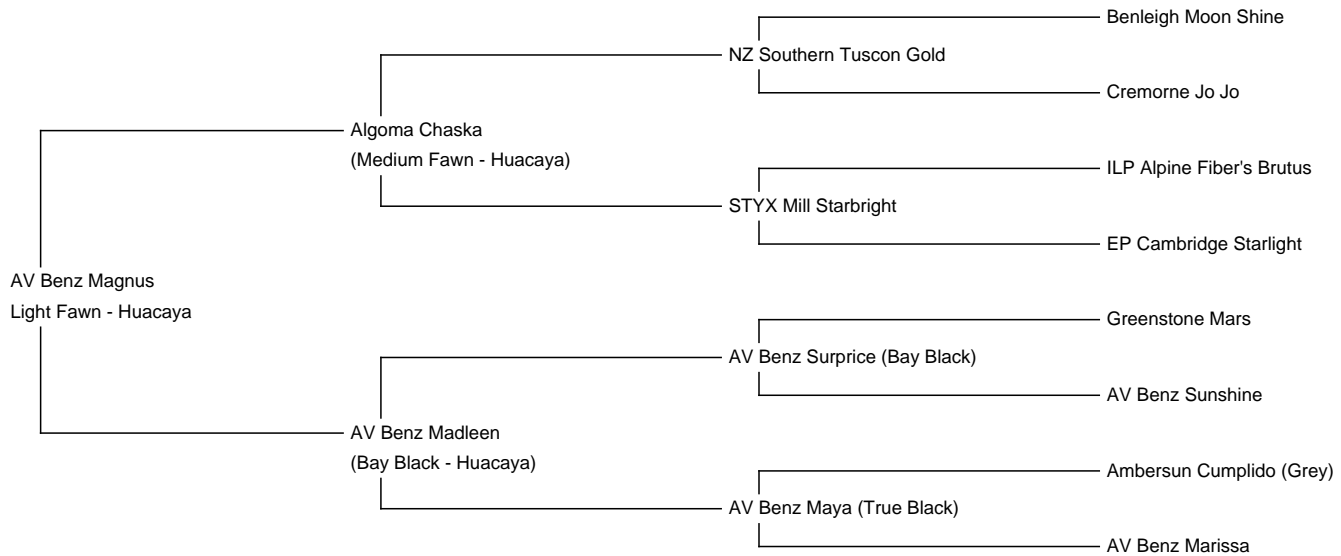 Benleigh Moon Shine
NZ Southern Tuscon Gold
Cremorne Jo Jo
Algoma Chaska
(Medium Fawn - Huacaya)
ILP Alpine Fiber's Brutus
STYX Mill Starbright
EP Cambridge Starlight
AV Benz Magnus
Light Fawn - Huacaya
Greenstone Mars
AV Benz Surprice (Bay Black)
AV Benz Sunshine
AV Benz Madleen
(Bay Black - Huacaya)
Ambersun Cumplido (Grey)
AV Benz Maya (True Black)
AV Benz Marissa